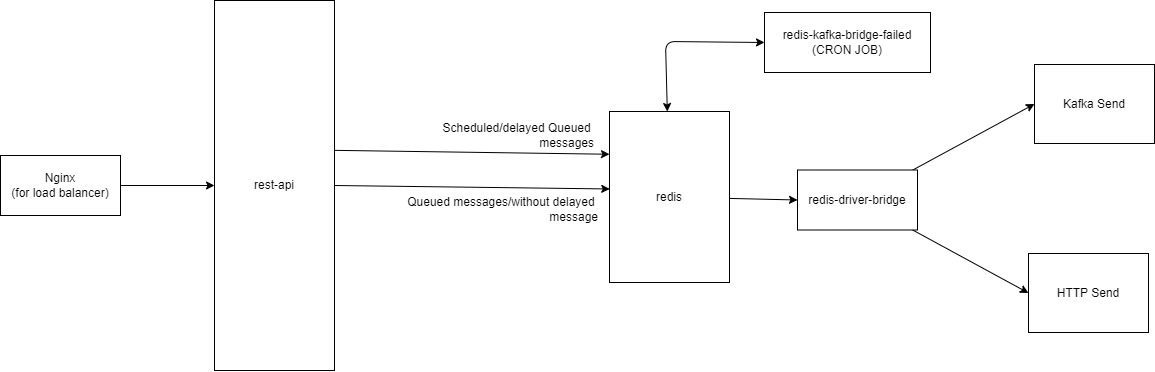 Nginx
(for load balancer)
rest-api
Scheduled/delayed Queued
messages
Queued messages/without delayed
message
redis
redis-kafka-bridge-failed
(CRON JOB)
redis-driver-bridge
Kafka Send
HTTP Send